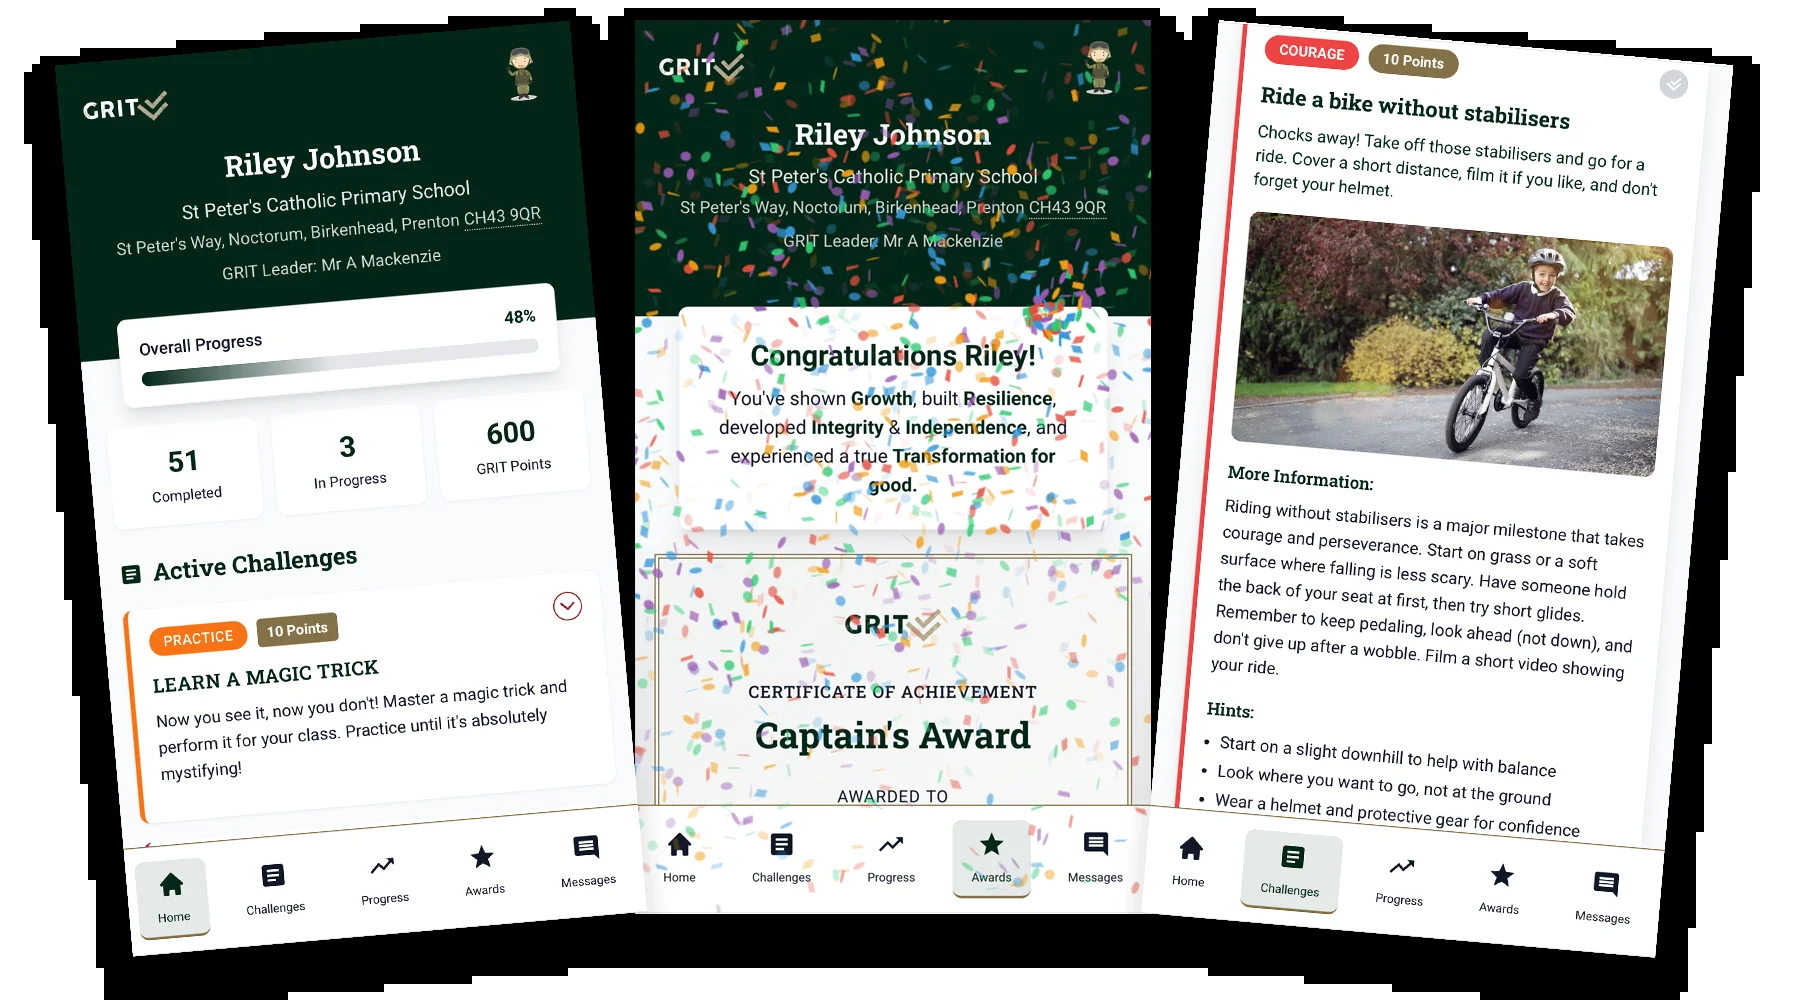 GRIT
Riley Johnson
St Peter's Catholic Primary School
St Peter's Way, Noctorum, Birkenhead, Prenton CH43 9QR
GRIT Leader: Mr A Mackenzie
Overall Progress
48%
51
Completed
3
In Progress
600
GRIT Points
Active Challenges
PRACTICE
10 Points
LEARN A MAGIC TRICK
Now you see it, now you don't! Master a magic trick and
perform it for your class. Practice until it's absolutely
mystifying!
Home
Challenges
Progress
Awards
Messages
GRIT
Riley Johnson
St Peter's Catholic Primary School
St Peter's Way, Noctorum, Birkenhead, Prenton CH43 9QR
GRIT Leader: Mr A Mackenzie
Congratulations Riley!
You've shown Growth, built Resilience,
developed Integrity & Independence, and
experienced a true Transformation for
good.
GRIT
CERTIFICATE OF ACHIEVEMENT
Captain's Award
AWARDED TO
Home
Challenges
Progress
Awards
Messages
COURAGE
10 Points
Ride a bike without stabilisers
Chocks away! Take off those stabilisers and go for a
ride. Cover a short distance, film it if you like, and don't
forget your helmet.
More Information:
Riding without stabilisers is a major milestone that takes
courage and perseverance. Start on grass or a soft
surface where falling is less scary. Have someone hold
the back of your seat at first, then try short glides.
Remember to keep pedaling, look ahead (not down), and
don't give up after a wobble. Film a short video showing
your ride.
Hints:
• Start on a slight downhill to help with balance
• Look where you want to go, not at the ground
• Wear a helmet and protective gear for confidence
Home
Challenges
Progress
Awards
Messages